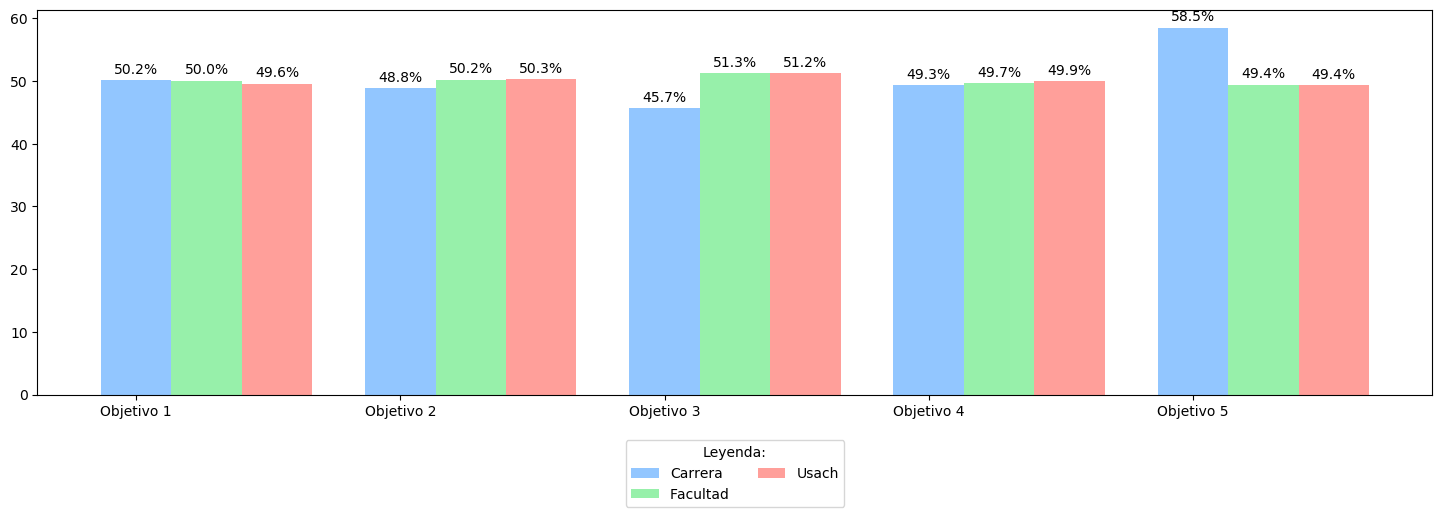 60
50
40
30
20
10
0
50.2%
50.0%
49.6%
48.8%
50.2%
50.3%
45.7%
51.3%
51.2%
49.3%
49.7%
49.9%
58.5%
49.4%
49.4%
Objetivo 1
Objetivo 2
Objetivo 3
Objetivo 4
Objetivo 5
Leyenda:
Carrera
Facultad
Usach